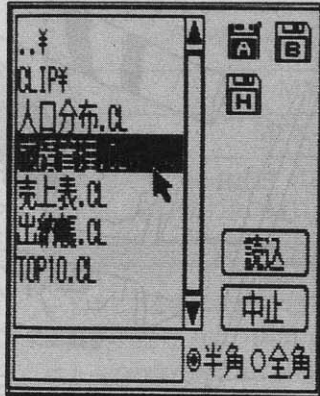 ..¥
CLIP¥
人口分布.CL
売上表.CL
出納帳.CL
TOP10.CL
A
B
H
読込
中止
◉半角○全角